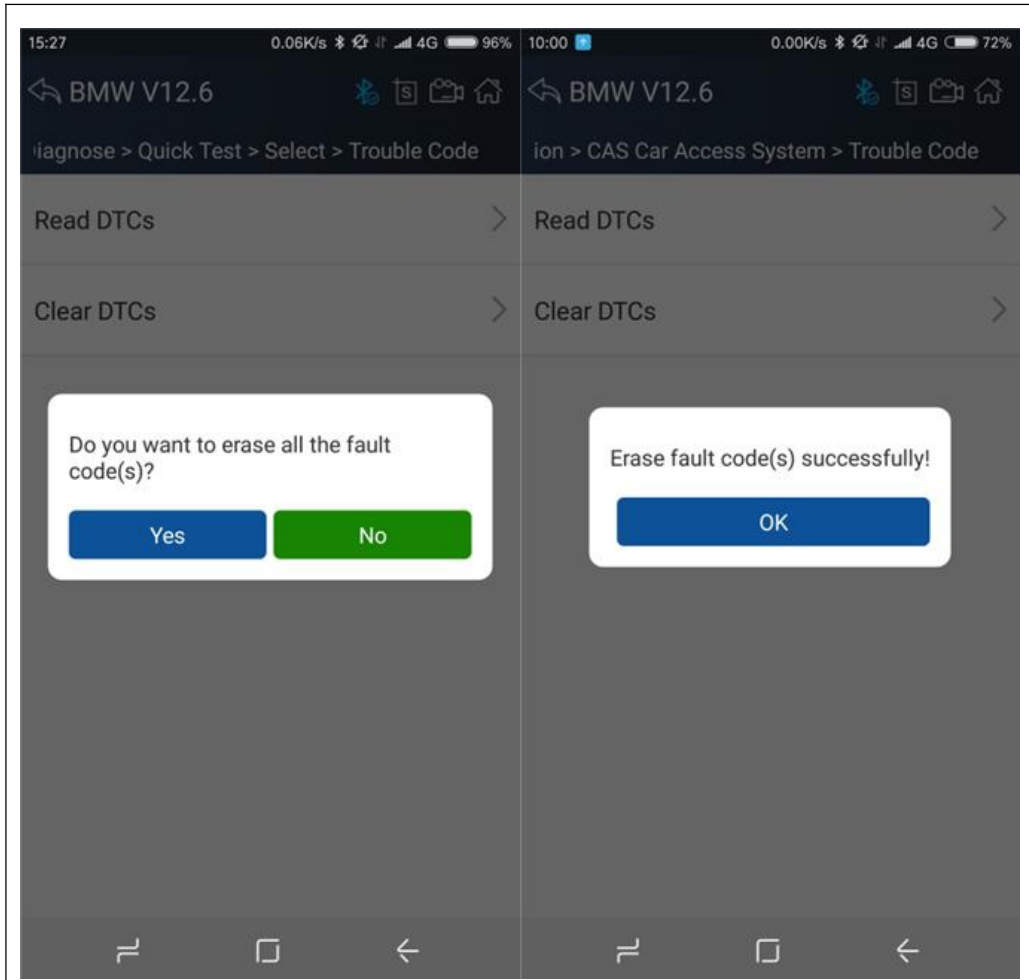 15:27 0.06K/s 4G 96%
BMW V12.6
iagnose > Quick Test > Select > Trouble Code
Read DTCs
Clear DTCs
Do you want to erase all the fault
code(s)?
Yes No
10:00 0.00K/s 4G 72%
BMW V12.6
ion > CAS Car Access System > Trouble Code
Read DTCs
Clear DTCs
Erase fault code(s) successfully!
OK